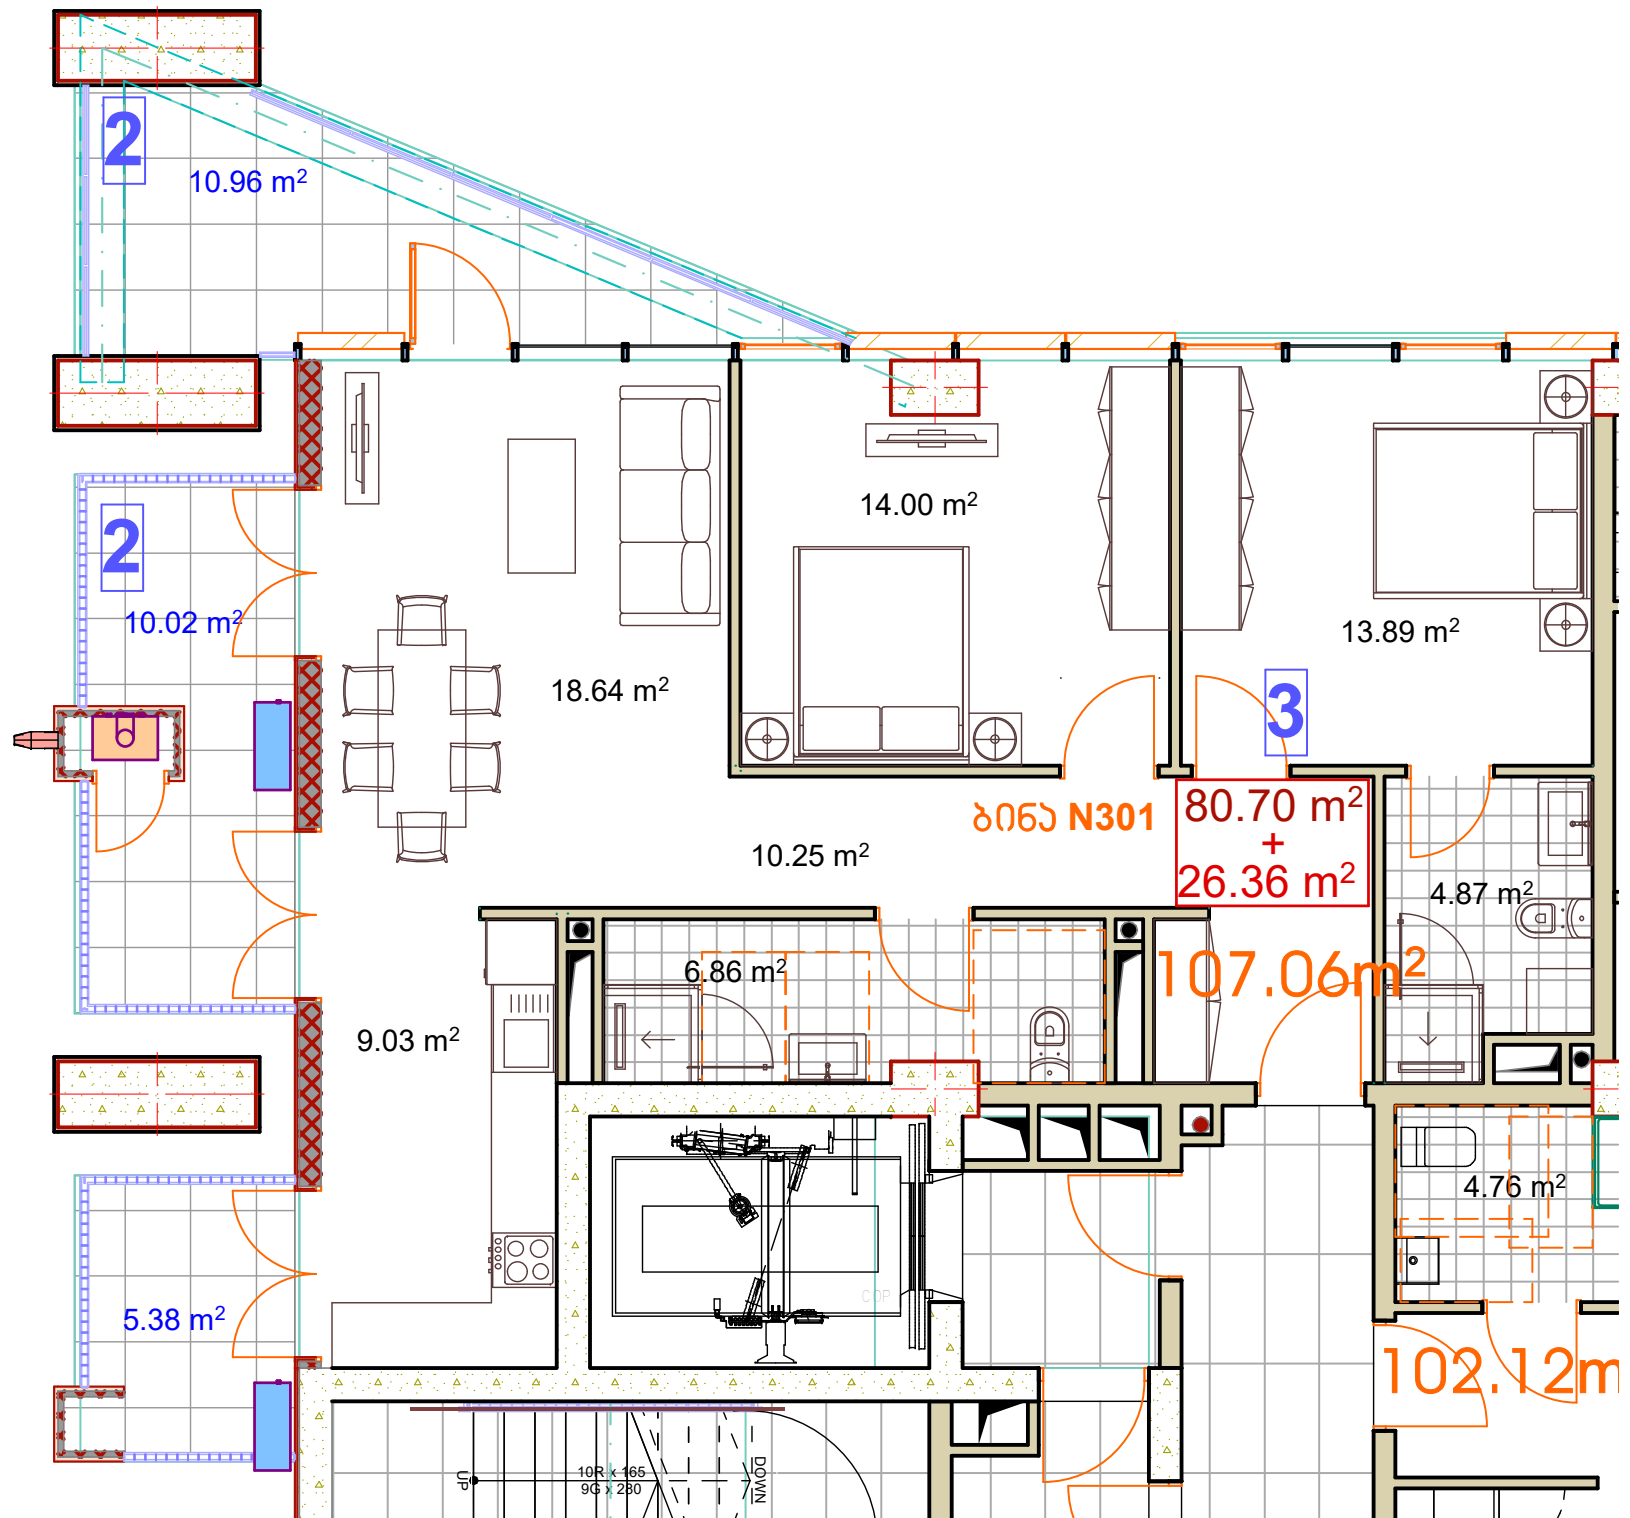 2
10.96 m²
2
10.02 m²
14.00 m²
13.89 m²
18.64 m²
3
ბინა N301
80.70 m²
+
26.36 m²
10.25 m²
4.87 m²
6.86 m²
107.06m²
9.03 m²
4.76 m²
COP
5.38 m²
102.12m
UP
10R x 165
9G x 280
DOWN